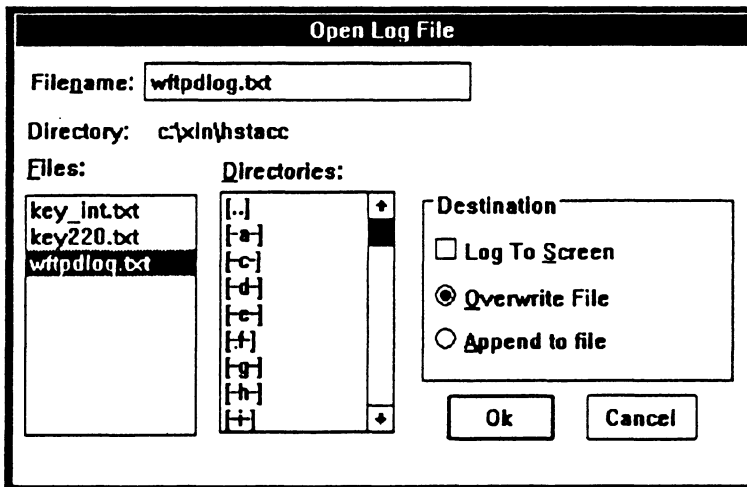 Open Log File
Filename: wftpdlog.txt
Directory: c:\xln\hstacc
Files:
key_int.txt
key220.txt
wftpdlog.txt
Directories:
[..]
[-a-]
[-c-]
[-d-]
[-e-]
[-f-]
[-g-]
[-h-]
[-i-]
Destination
Log To Screen
Overwrite File
Append to file
Ok
Cancel